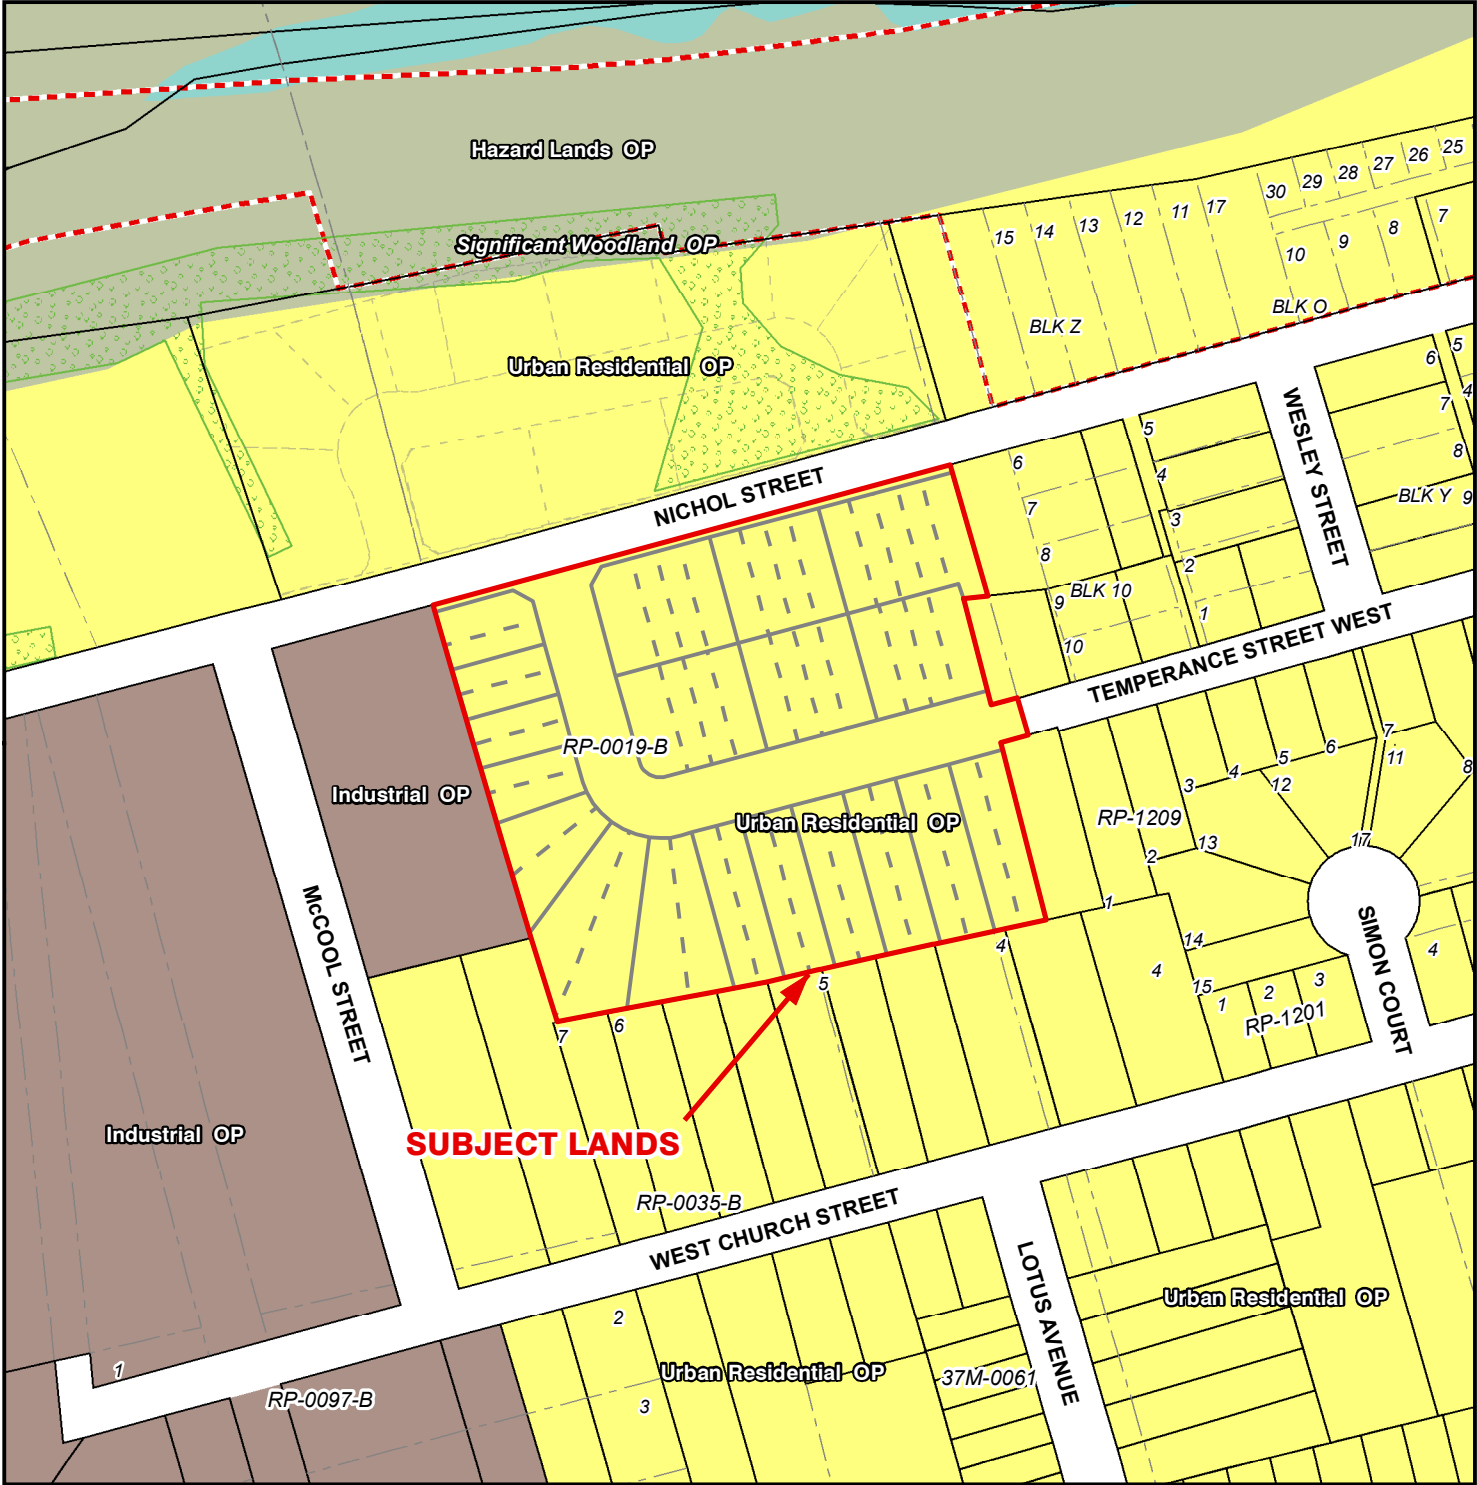 Hazard Lands OP
Significant Woodland OP
25
26
27
28
29
30
17
11
12
13
14
15
7
8
9
10
BLK Z
BLK O
Urban Residential OP
5
6
4
7
8
BLK Y
9
WESLEY STREET
5
4
3
2
1
6
7
8
9
BLK 10
10
NICHOL STREET
TEMPERANCE STREET WEST
RP-0019-B
Industrial OP
Urban Residential OP
7
11
8
6
5
12
4
3
RP-1209
13
2
17
1
14
4
15
1
2
3
RP-1201
4
SIMON COURT
McCOOL STREET
4
5
6
7
SUBJECT LANDS
Industrial OP
RP-0035-B
WEST CHURCH STREET
LOTUS AVENUE
Urban Residential OP
2
Urban Residential OP
37M-0061
3
1
RP-0097-B